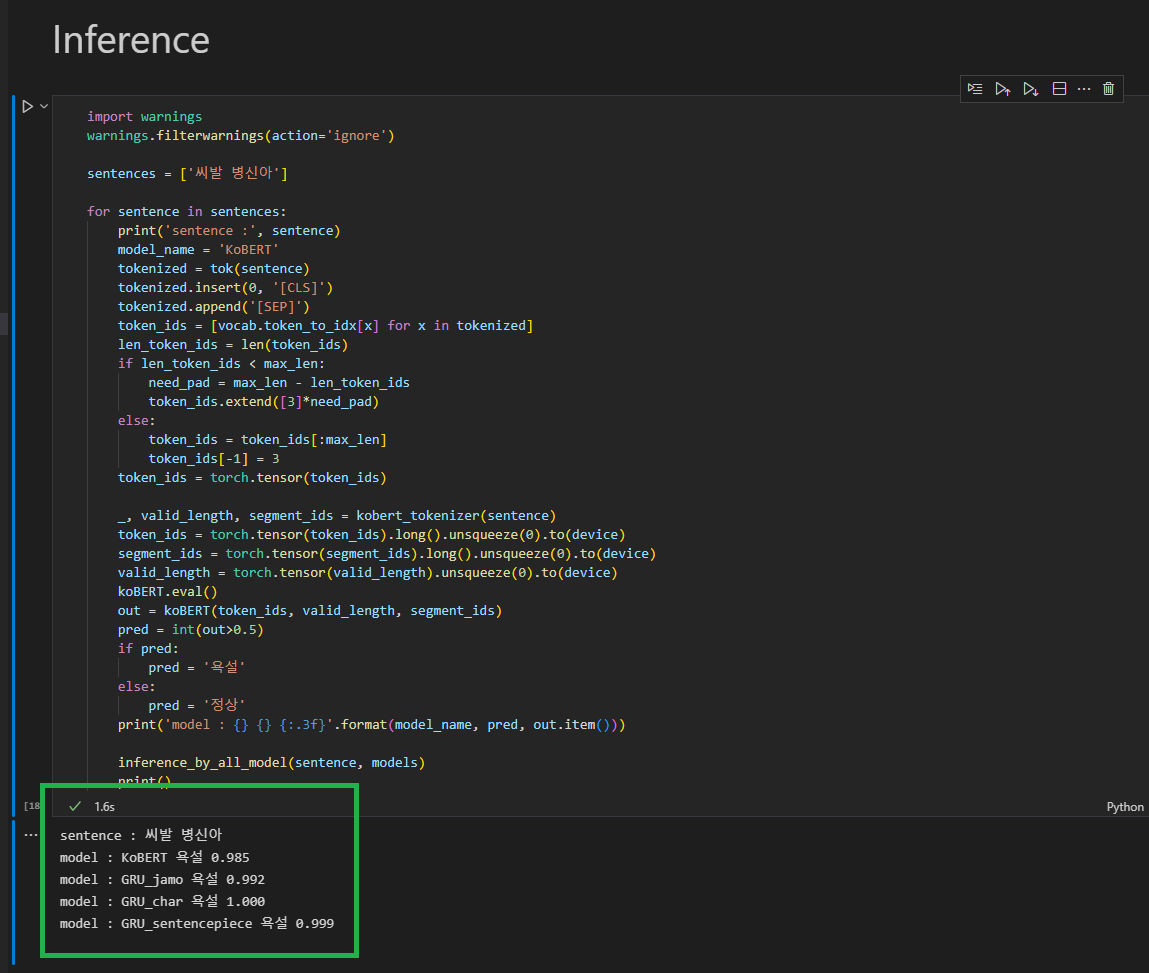 Inference
import warnings
warnings.filterwarnings(action='ignore')
sentences = ['씨발 병신아']
for sentence in sentences:
print('sentence :', sentence)
model_name = 'KoBERT'
tokenized = tok(sentence)
tokenized.insert(0, '[CLS]')
tokenized.append('[SEP]')
token_ids = [vocab.token_to_idx[x] for x in tokenized]
len_token_ids = len(token_ids)
if len_token_ids < max_len:
need_pad = max_len - len_token_ids
token_ids.extend([3]*need_pad)
else:
token_ids = token_ids[:max_len]
token_ids[-1] = 3
token_ids = torch.tensor(token_ids)
_, valid_length, segment_ids = kobert_tokenizer(sentence)
token_ids = torch.tensor(token_ids).long().unsqueeze(0).to(device)
segment_ids = torch.tensor(segment_ids).long().unsqueeze(0).to(device)
valid_length = torch.tensor(valid_length).unsqueeze(0).to(device)
koBERT.eval()
out = koBERT(token_ids, valid_length, segment_ids)
pred = int(out>0.5)
if pred:
pred = '욕설'
else:
pred = '정상'
print('model : {} {} {:.3f}'.format(model_name, pred, out.item()))
inference_by_all_model(sentence, models)
print()
[18
1.6s
Python
sentence : 씨발 병신아
model : KoBERT 욕설 0.985
model : GRU_jamo 욕설 0.992
model : GRU_char 욕설 1.000
model : GRU_sentencepiece 욕설 0.999